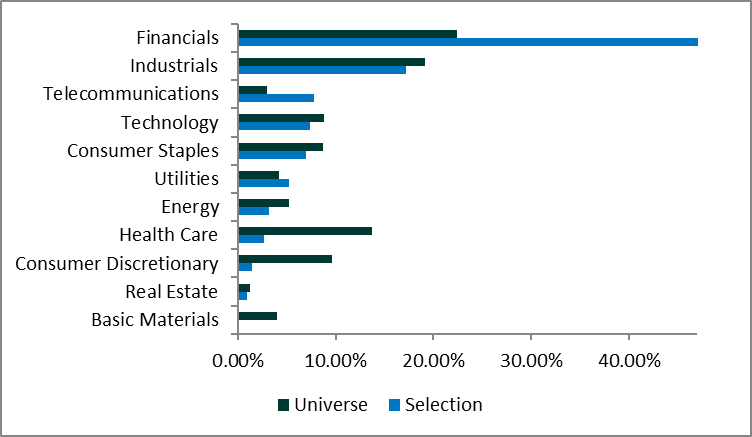 Financials
Industrials
Telecommunications
Technology
Consumer Staples
Utilities
Energy
Health Care
Consumer Discretionary
Real Estate
Basic Materials
0.00% 10.00% 20.00% 30.00% 40.00%
Universe Selection